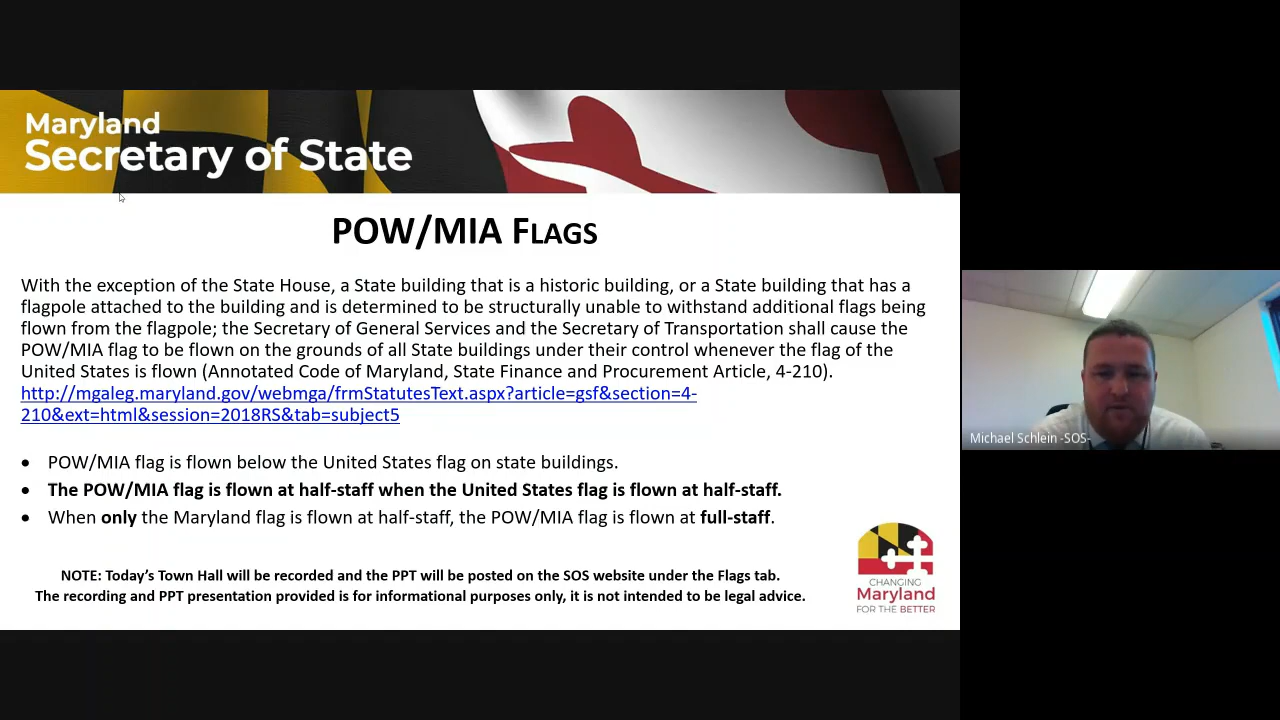 Maryland
Secretary of State
POW/MIA FLAGS
With the exception of the State House, a State building that is a historic building, or a State building that has a
flagpole attached to the building and is determined to be structurally unable to withstand additional flags being
flown from the flagpole; the Secretary of General Services and the Secretary of Transportation shall cause the
POW/MIA flag to be flown on the grounds of all State buildings under their control whenever the flag of the
United States is flown (Annotated Code of Maryland, State Finance and Procurement Article, 4-210).
http://mgaleg.maryland.gov/webmga/frmStatutesText.aspx?article=gsf&section=4-
210&ext=html&session=2018RS&tab=subject5
• POW/MIA flag is flown below the United States flag on state buildings.
• The POW/MIA flag is flown at half-staff when the United States flag is flown at half-staff.
• When only the Maryland flag is flown at half-staff, the POW/MIA flag is flown at full-staff.
NOTE: Today's Town Hall will be recorded and the PPT will be posted on the SOS website under the Flags tab.
The recording and PPT presentation provided is for informational purposes only, it is not intended to be legal advice.
CHANGING
Maryland
FOR THE BETTER
Michael Schlein -SOS-